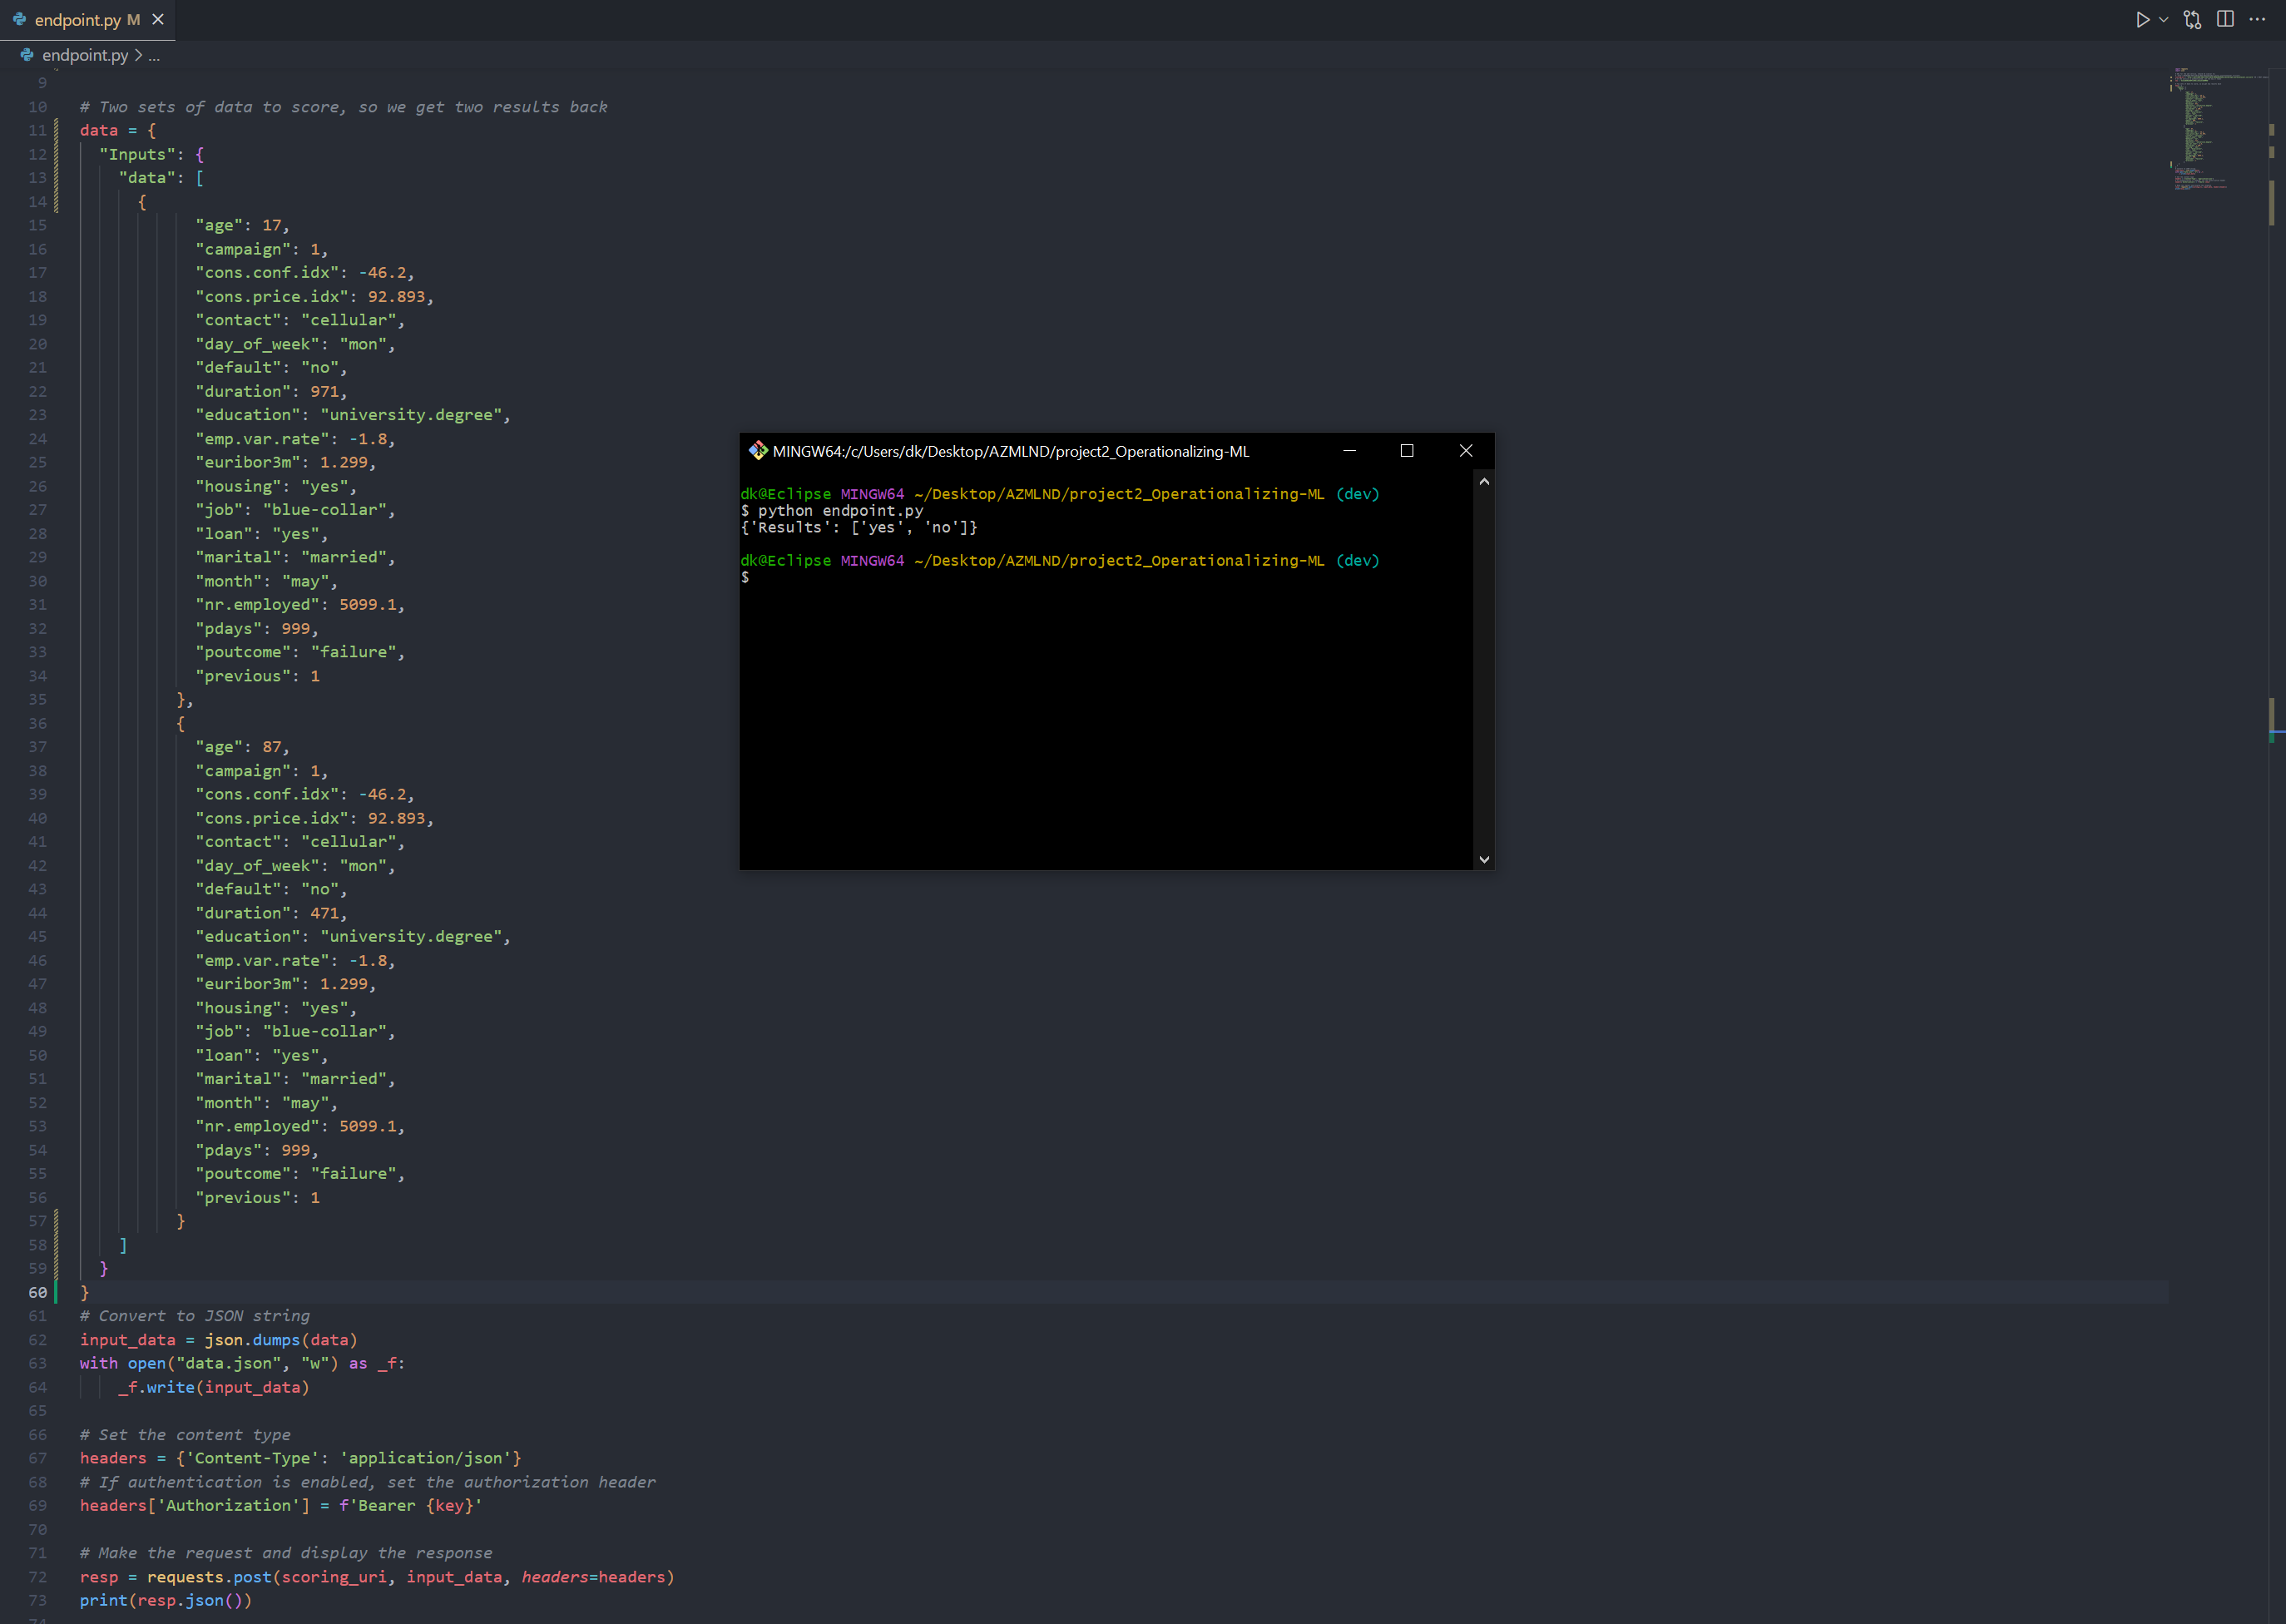 endpoint.py M
endpoint.py > ...
9
10 # Two sets of data to score, so we get two results back
11 data = {
12 "Inputs": {
13 "data": [
14 {
15 "age": 17,
16 "campaign": 1,
17 "cons.conf.idx": -46.2,
18 "cons.price.idx": 92.893,
19 "contact": "cellular",
20 "day_of_week": "mon",
21 "default": "no",
22 "duration": 971,
23 "education": "university.degree",
24 "emp.var.rate": -1.8,
25 "euribor3m": 1.299,
26 "housing": "yes",
27 "job": "blue-collar",
28 "loan": "yes",
29 "marital": "married",
30 "month": "may",
31 "nr.employed": 5099.1,
32 "pdays": 999,
33 "poutcome": "failure",
34 "previous": 1
35 },
36 {
37 "age": 87,
38 "campaign": 1,
39 "cons.conf.idx": -46.2,
40 "cons.price.idx": 92.893,
41 "contact": "cellular",
42 "day_of_week": "mon",
43 "default": "no",
44 "duration": 471,
45 "education": "university.degree",
46 "emp.var.rate": -1.8,
47 "euribor3m": 1.299,
48 "housing": "yes",
49 "job": "blue-collar",
50 "loan": "yes",
51 "marital": "married",
52 "month": "may",
53 "nr.employed": 5099.1,
54 "pdays": 999,
55 "poutcome": "failure",
56 "previous": 1
57 }
58 ]
59 }
60 }
61 # Convert to JSON string
62 input_data = json.dumps(data)
63 with open("data.json", "w") as _f:
64 _f.write(input_data)
65
66 # Set the content type
67 headers = {'Content-Type': 'application/json'}
68 # If authentication is enabled, set the authorization header
69 headers['Authorization'] = f'Bearer {key}'
70
71 # Make the request and display the response
72 resp = requests.post(scoring_uri, input_data, headers=headers)
73 print(resp.json())
74
MINGW64:/c/Users/dk/Desktop/AZMLND/project2_Operationalizing-ML
dk@Eclipse MINGW64 ~/Desktop/AZMLND/project2_Operationalizing-ML (dev)
$ python endpoint.py
{'Results': ['yes', 'no']}
dk@Eclipse MINGW64 ~/Desktop/AZMLND/project2_Operationalizing-ML (dev)
$